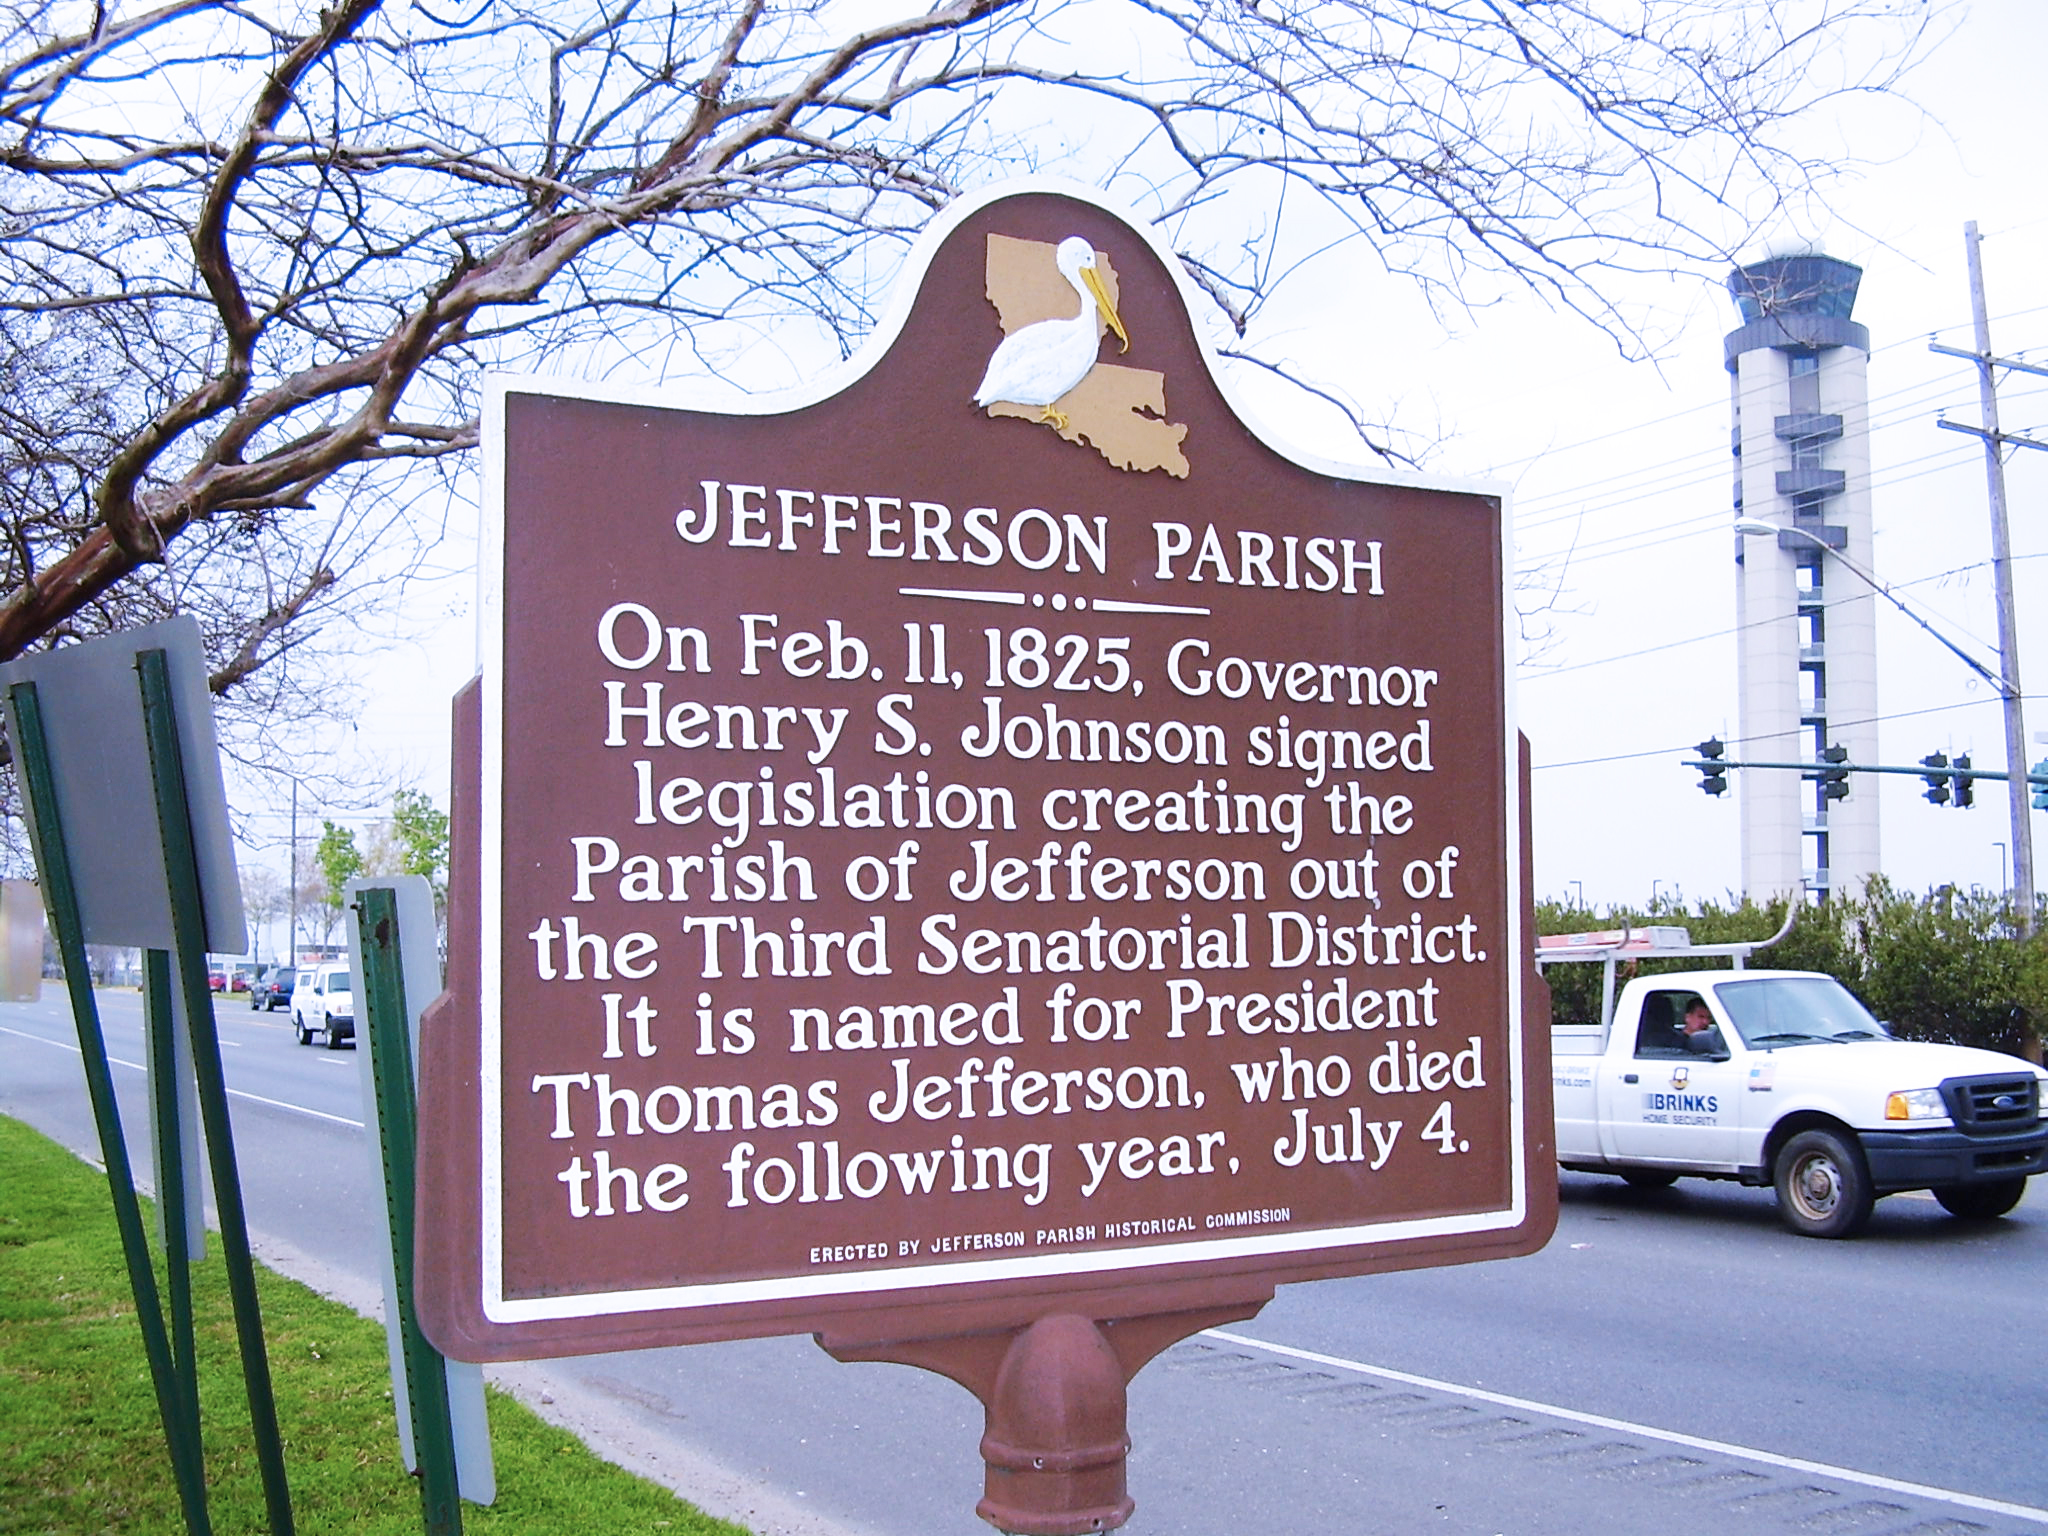 JEFFERSON PARISH
On Feb. 11, 1825, Governor
Henry S. Johnson signed
legislation creating the
Parish of Jefferson out of
the Third Senatorial District.
It is named for President
Thomas Jefferson, who died
the following year, July 4.
ERECTED BY JEFFERSON PARISH HISTORICAL COMMISSION
BRINKS
HOME SECURITY